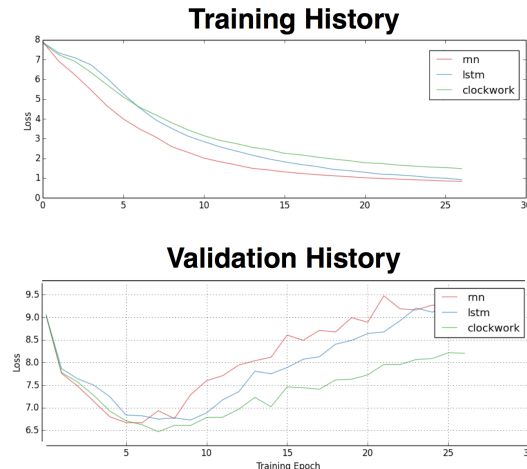 Training History
8
7
6
5
4
3
2
1
0
Loss
0 5 10 15 20 25 30
rnn
lstm
clockwork
Validation History
9.5
9.0
8.5
8.0
7.5
7.0
6.5
Loss
5 10 15 20 25
rnn
lstm
clockwork
Training Epoch